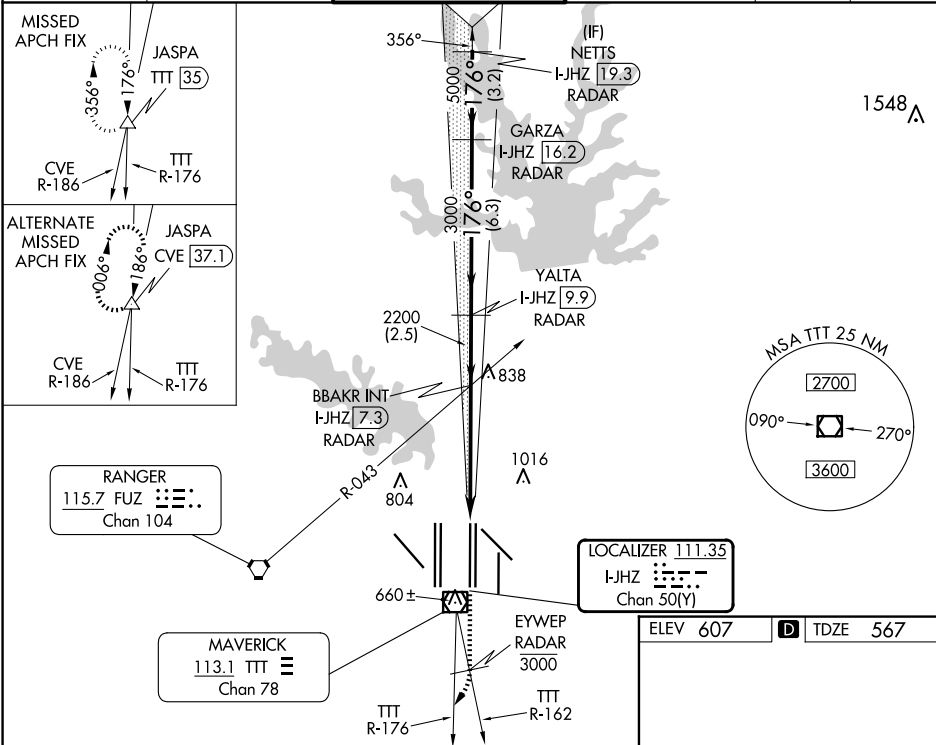 MISSED
APCH FIX
JASPA
TTT 35
356°
176°
CVE
R-186
TTT
R-176
ALTERNATE
MISSED
APCH FIX
JASPA
CVE 37.1
006°
186°
CVE
R-186
TTT
R-176
356°
(IF)
NETTS
I-JHZ 19.3
RADAR
5000
176°
(3.2)
1548
GARZA
I-JHZ 16.2
RADAR
3000
176°
(6.3)
YALTA
I-JHZ 9.9
RADAR
2200
(2.5)
838
BBAKR INT
I-JHZ 7.3
RADAR
R-043
804
1016
MSA TTT 25 NM
2700
090°
270°
3600
RANGER
115.7 FUZ
Chan 104
LOCALIZER 111.35
I-JHZ
Chan 50(Y)
660±
MAVERICK
113.1 TTT
Chan 78
EYWEP
RADAR
3000
TTT
R-176
TTT
R-162
ELEV 607 D TDZE 567